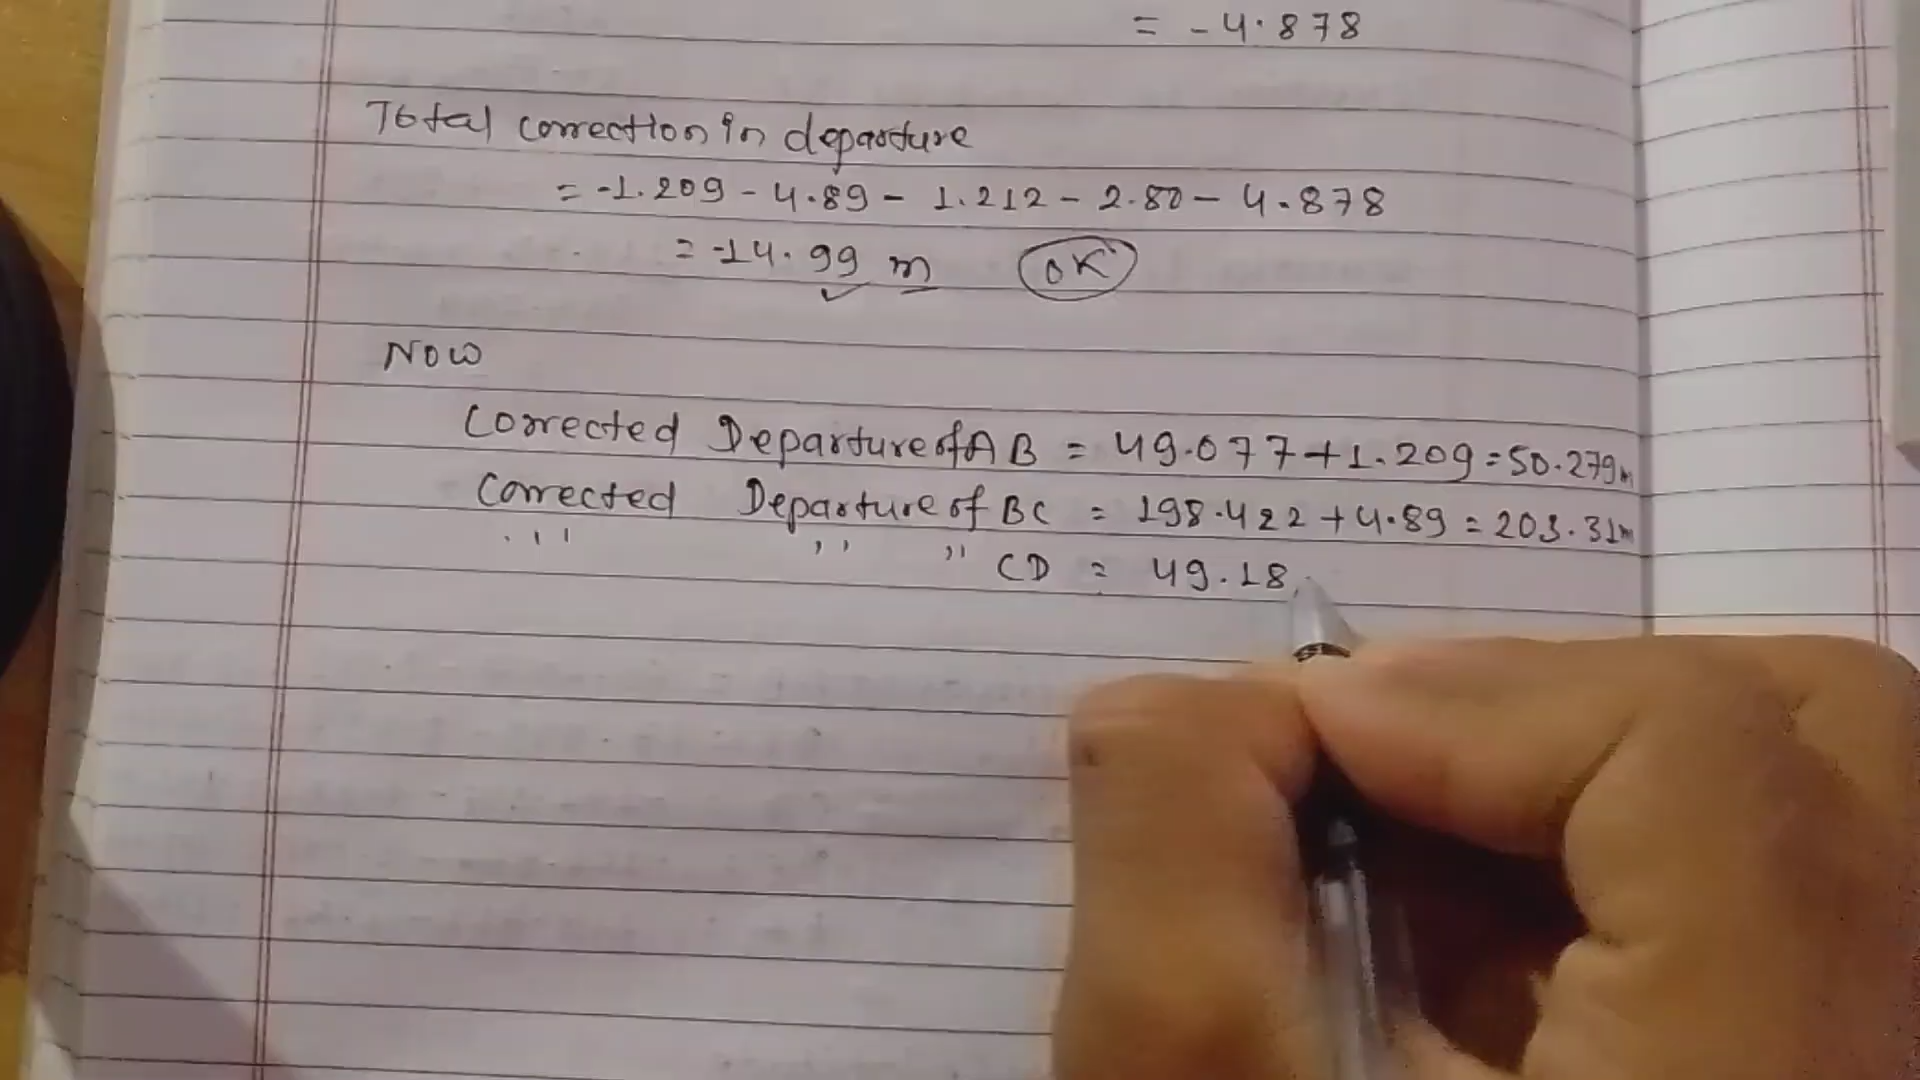 = - 4.878
Total correction in departure
= -1.209 - 4.89 - 1.212 - 2.80 - 4.878
= -14.99 m OK
Now
Corrected Departure of AB = 49.077 + 1.209 = 50.279m
Corrected Departure of BC = 198.422 + 4.89 = 203.31m
,, ,, ,, CD = 49.18